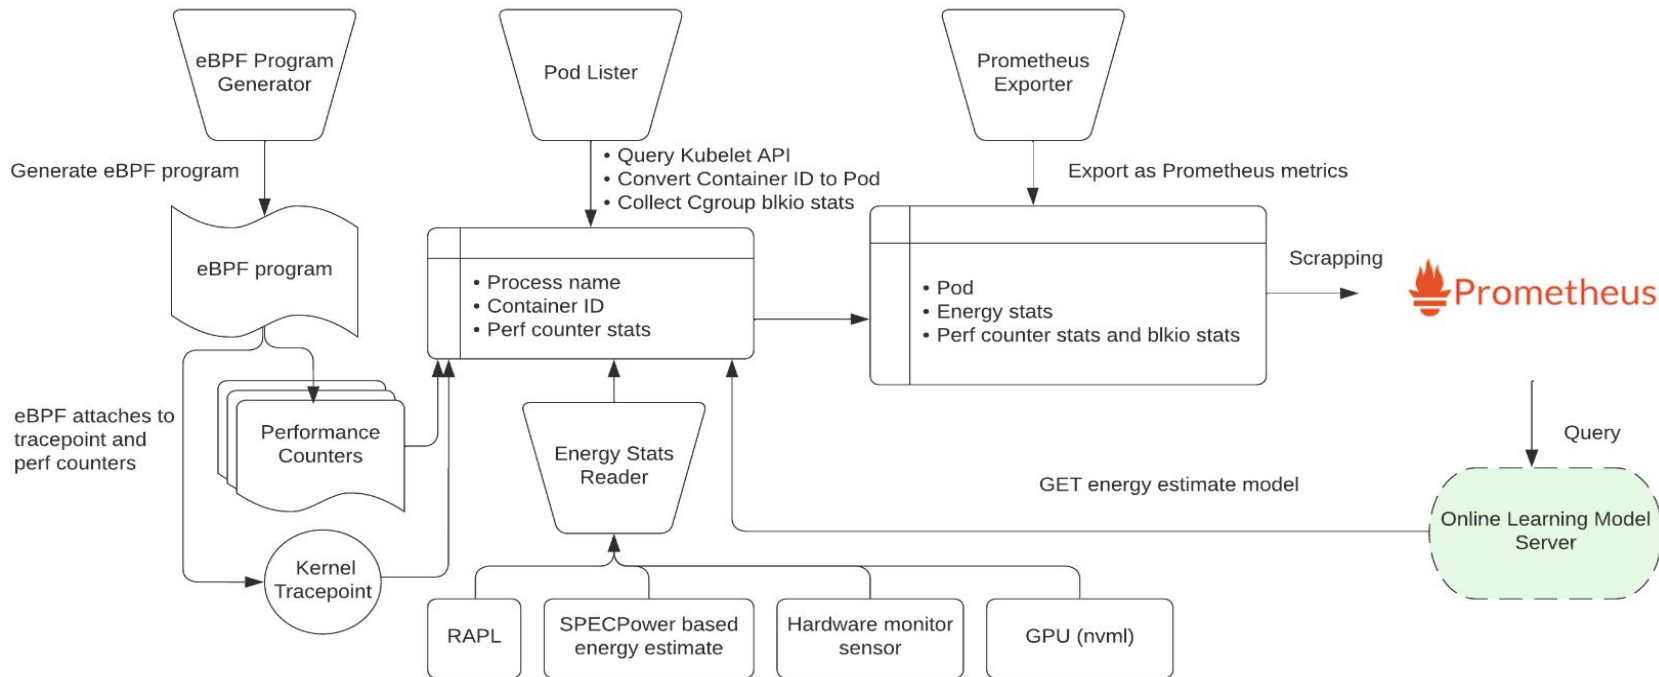 eBPF Program
Generator
Pod Lister
Prometheus
Exporter
Generate eBPF program
• Query Kubelet API
• Convert Container ID to Pod
• Collect Cgroup blkio stats
Export as Prometheus metrics
eBPF program
• Process name
• Container ID
• Perf counter stats
• Pod
• Energy stats
• Perf counter stats and blkio stats
Scrapping
Prometheus
eBPF attaches to
tracepoint and
perf counters
Performance
Counters
Energy Stats
Reader
Query
GET energy estimate model
Online Learning Model
Server
Kernel
Tracepoint
RAPL
SPECPower based
energy estimate
Hardware monitor
sensor
GPU (nvml)